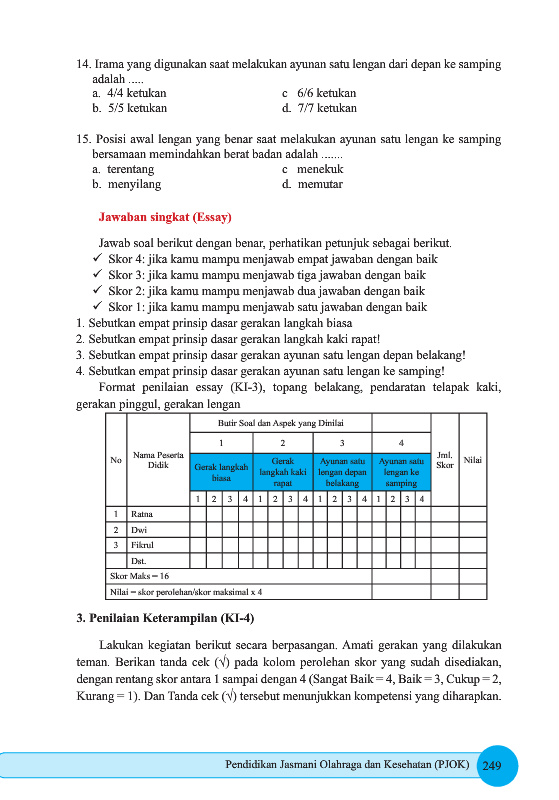 14. Irama yang digunakan saat melakukan ayunan satu lengan dari depan ke samping
adalah .....
a. 4/4 ketukan c 6/6 ketukan
b. 5/5 ketukan d. 7/7 ketukan
15. Posisi awal lengan yang benar saat melakukan ayunan satu lengan ke samping
bersamaan memindahkan berat badan adalah .......
a. terentang c menekuk
b. menyilang d. memutar
Jawaban singkat (Essay)
Jawab soal berikut dengan benar, perhatikan petunjuk sebagai berikut.
✓ Skor 4: jika kamu mampu menjawab empat jawaban dengan baik
✓ Skor 3: jika kamu mampu menjawab tiga jawaban dengan baik
✓ Skor 2: jika kamu mampu menjawab dua jawaban dengan baik
✓ Skor 1: jika kamu mampu menjawab satu jawaban dengan baik
1. Sebutkan empat prinsip dasar gerakan langkah biasa
2. Sebutkan empat prinsip dasar gerakan langkah kaki rapat!
3. Sebutkan empat prinsip dasar gerakan ayunan satu lengan depan belakang!
4. Sebutkan empat prinsip dasar gerakan ayunan satu lengan ke samping!
Format penilaian essay (KI-3), topang belakang, pendaratan telapak kaki,
gerakan pinggul, gerakan lengan
No Nama Peserta Didik Butir Soal dan Aspek yang Dinilai Jml. Skor Nilai
1 2 3 4
Gerak langkah biasa Gerak langkah kaki rapat Ayunan satu lengan depan belakang Ayunan satu lengan ke samping
1 2 3 4 1 2 3 4 1 2 3 4 1 2 3 4
1 Ratna
2 Dwi
3 Fikrul
Dst.
Skor Maks = 16
Nilai = skor perolehan/skor maksimal x 4
3. Penilaian Keterampilan (KI-4)
Lakukan kegiatan berikut secara berpasangan. Amati gerakan yang dilakukan
teman. Berikan tanda cek (√) pada kolom perolehan skor yang sudah disediakan,
dengan rentang skor antara 1 sampai dengan 4 (Sangat Baik = 4, Baik = 3, Cukup = 2,
Kurang = 1). Dan Tanda cek (√) tersebut menunjukkan kompetensi yang diharapkan.
Pendidikan Jasmani Olahraga dan Kesehatan (PJOK) 249